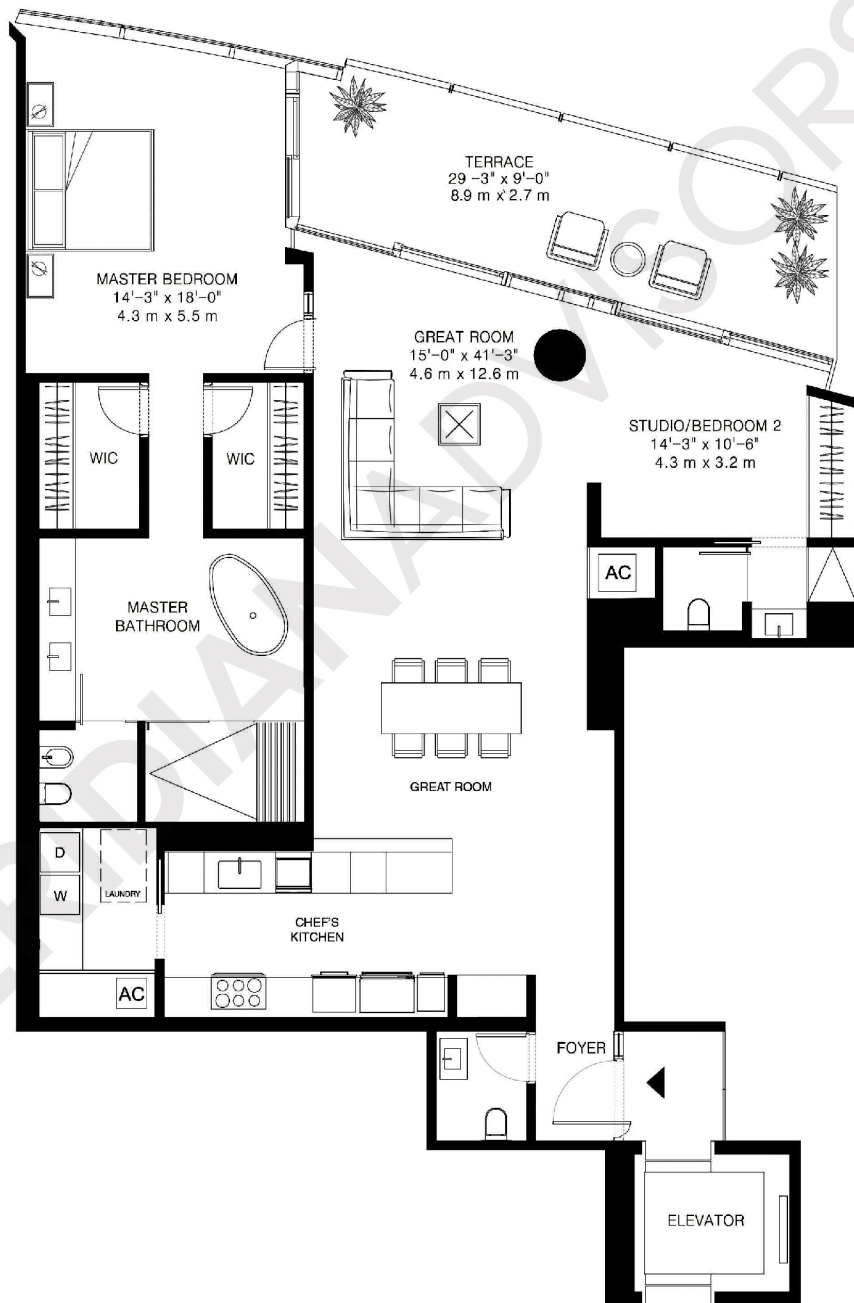 TERRACE
29 -3" x 9'-0"
8.9 m x 2.7 m
MASTER BEDROOM
14'-3" x 18'-0"
4.3 m x 5.5 m
GREAT ROOM
15'-0" x 41'-3"
4.6 m x 12.6 m
STUDIO/BEDROOM 2
14'-3" x 10'-6"
4.3 m x 3.2 m
WIC
WIC
AC
MASTER
BATHROOM
GREAT ROOM
D
W
LAUNDRY
CHEF'S
KITCHEN
AC
FOYER
ELEVATOR
ERIDIANADVISORS